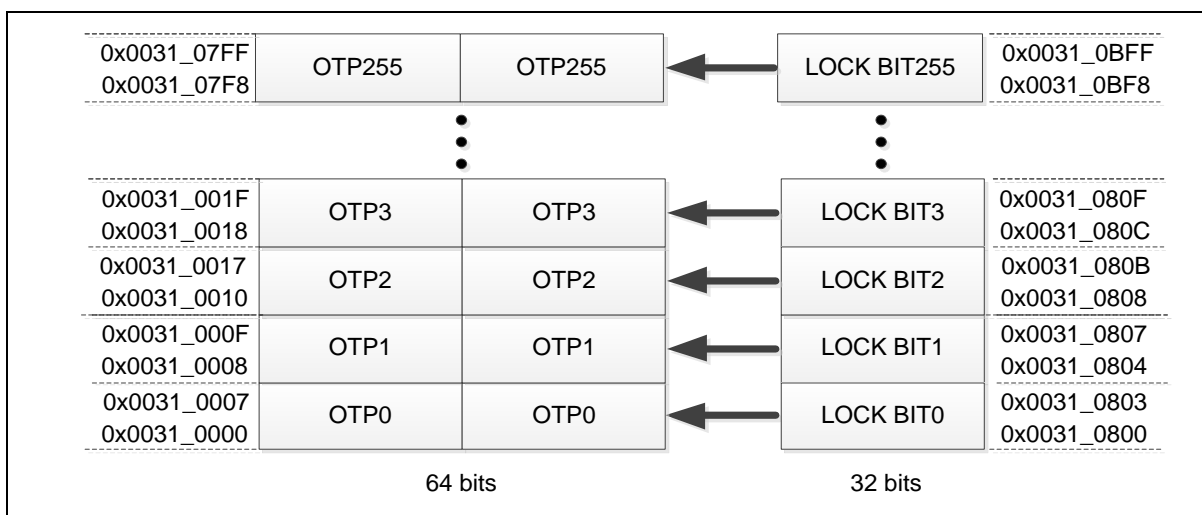 0x0031_07FF OTP255 OTP255 LOCK BIT255 0x0031_0BFF
0x0031_07F8 0x0031_0BF8
0x0031_001F OTP3 OTP3 LOCK BIT3 0x0031_080F
0x0031_0018 0x0031_080C
0x0031_0017 OTP2 OTP2 LOCK BIT2 0x0031_080B
0x0031_0010 0x0031_0808
0x0031_000F OTP1 OTP1 LOCK BIT1 0x0031_0807
0x0031_0008 0x0031_0804
0x0031_0007 OTP0 OTP0 LOCK BIT0 0x0031_0803
0x0031_0000 0x0031_0800
64 bits 32 bits